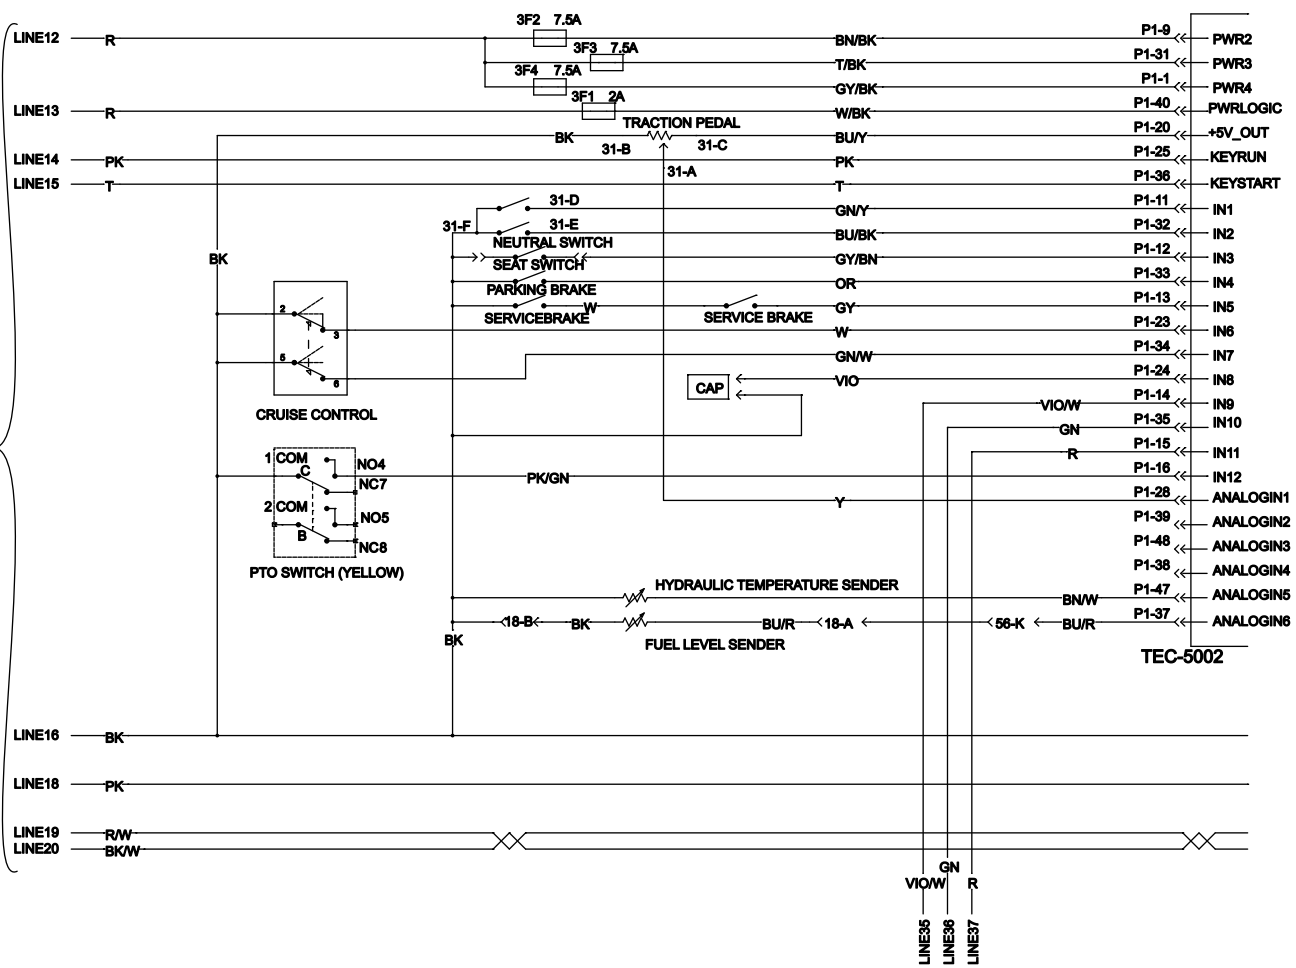 3F2 7.5A
LINE12 R BN/BK P1-9 PWR2
3F3 7.5A
T/BK P1-31 PWR3
3F4 7.5A
GY/BK P1-1 PWR4
3F1 2A
LINE13 R W/BK P1-40 PWRLOGIC
TRACTION PEDAL
BK BU/Y P1-20 +5V_OUT
31-B 31-C
LINE14 PK PK P1-25 KEYRUN
31-A
LINE15 T T P1-36 KEYSTART
31-D GN/Y P1-11 IN1
31-F 31-E BU/BK P1-32 IN2
NEUTRAL SWITCH
BK GY/BN P1-12 IN3
SEAT SWITCH
OR P1-33 IN4
PARKING BRAKE
W GY P1-13 IN5
SERVICEBRAKE SERVICE BRAKE
2
3 W P1-23 IN6
5 GN/W P1-34 IN7
6 VIO P1-24 IN8
CAP
CRUISE CONTROL
VIO/W P1-14 IN9
GN P1-35 IN10
R P1-15 IN11
1 COM NO4
C PK/GN P1-16 IN12
NC7
Y P1-28 ANALOGIN1
2 COM NO5
P1-39 ANALOGIN2
B NC8
P1-48 ANALOGIN3
PTO SWITCH (YELLOW)
P1-38 ANALOGIN4
HYDRAULIC TEMPERATURE SENDER
BN/W P1-47 ANALOGIN5
18-B BK BU/R 18-A 56-K BU/R P1-37 ANALOGIN6
BK
FUEL LEVEL SENDER
TEC-5002
LINE16 BK
LINE18 PK
LINE19 R/W
LINE20 BK/W
GN
VIO/W R
LINE35
LINE36
LINE37